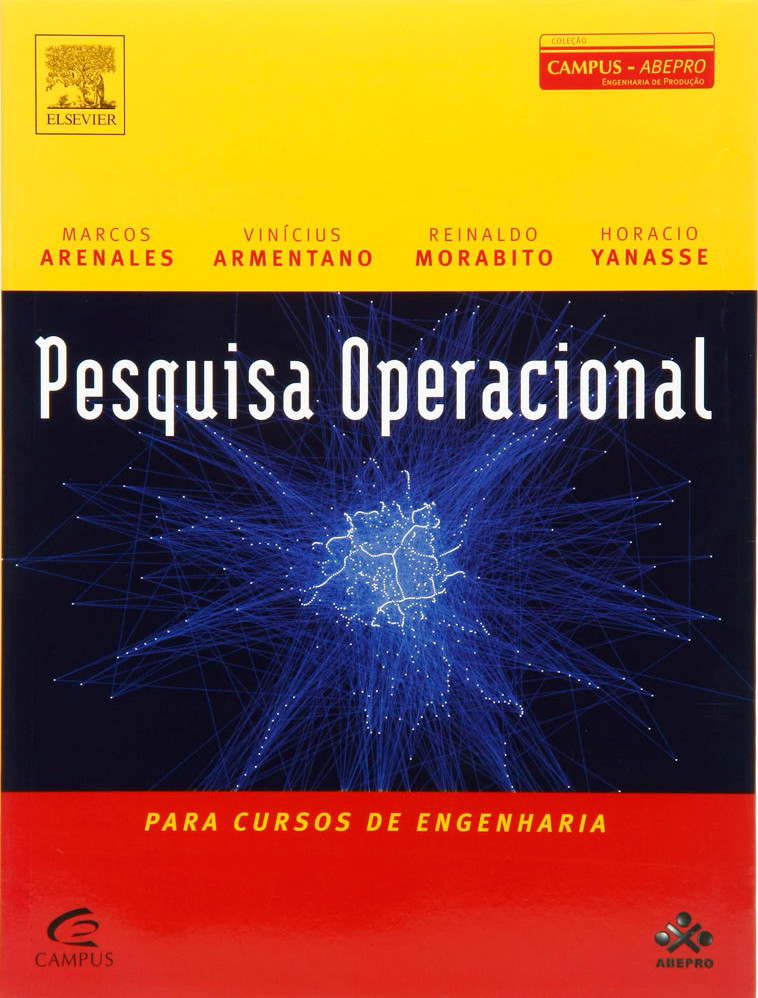 ELSEVIER
COLEÇÃO
CAMPUS - ABEPRO
ENGENHARIA DE PRODUÇÃO
MARCOS
ARENALES
VINÍCIUS
ARMENTANO
REINALDO
MORABITO
HORACIO
YANASSE
Pesquisa Operacional
PARA CURSOS DE ENGENHARIA
CAMPUS
ABEPRO